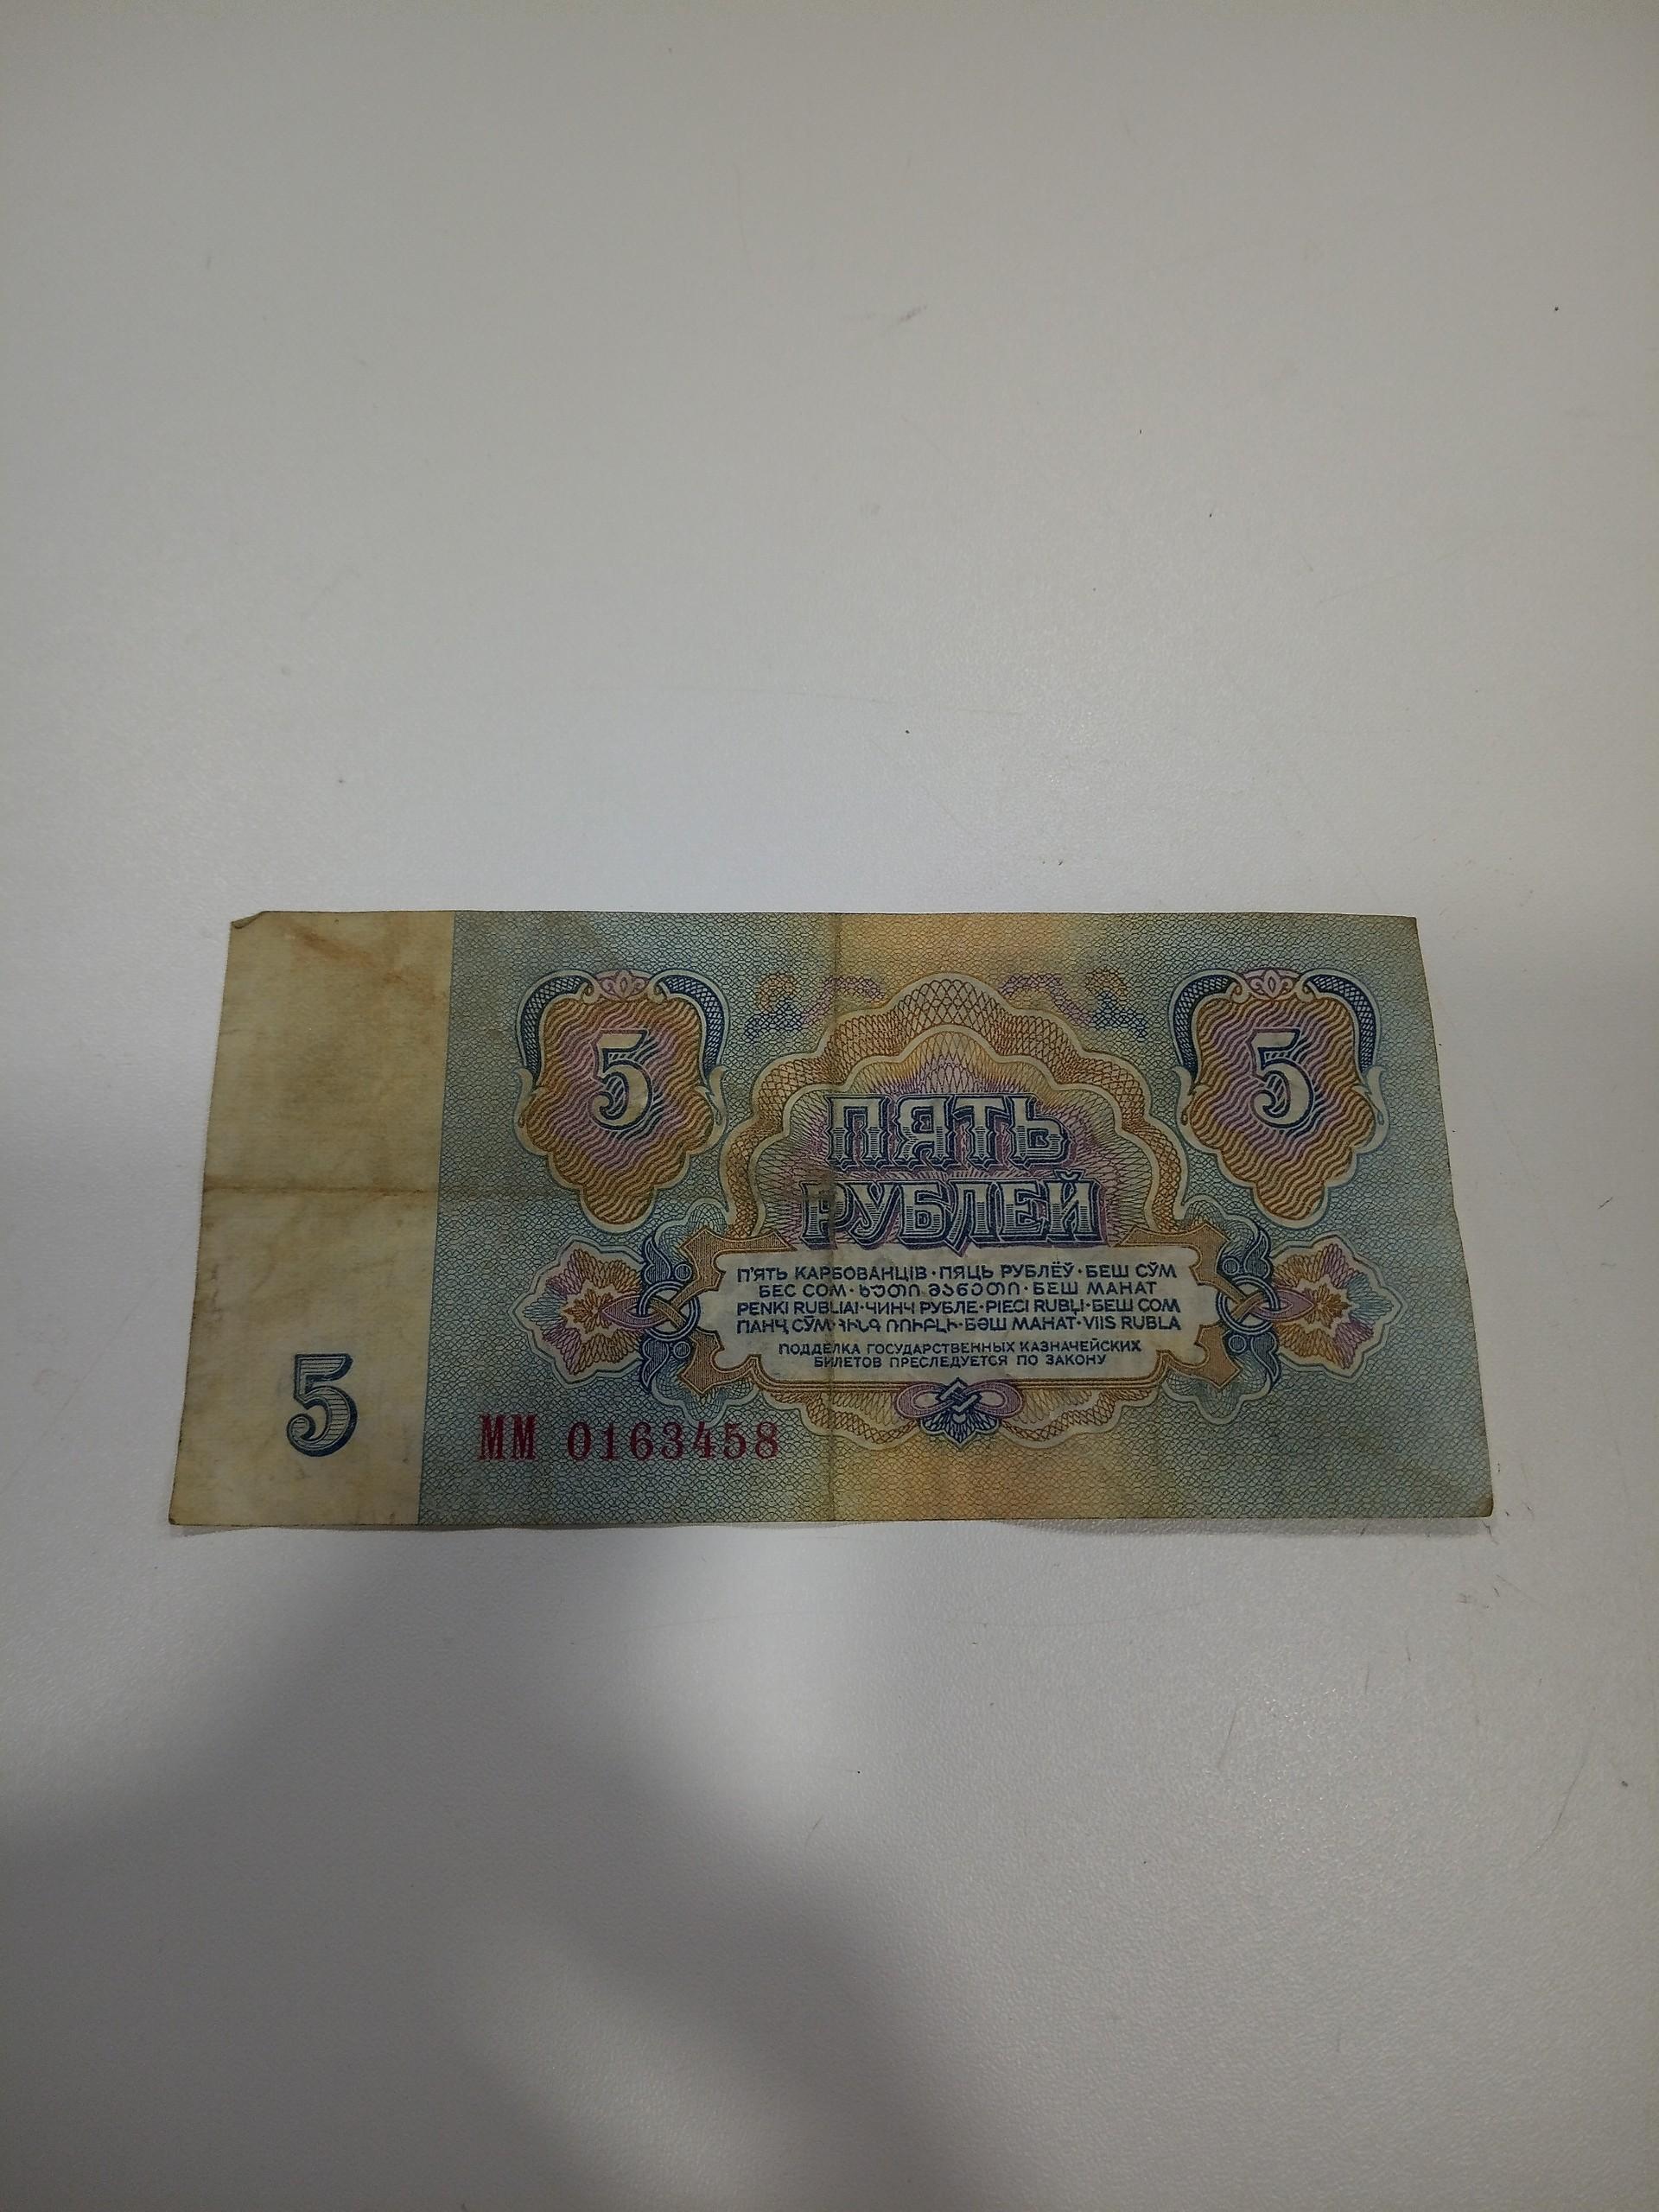 5 5
ПЯТЬ
РУБЛЕЙ
П'ЯТЬ КАРБОВАНЦІВ · ПЯЦЬ РУБЛЁЎ · БЕШ СЎМ
БЕС СОМ · ხუთი მანეთი · БЕШ МАНАТ
PENKI RUBLIAI · ЧИНЧ РУБЛЕ · PIECI RUBĻI · БЕШ СОМ
ПАНҶ СЎМ · ՀԻՆԳ ՌՈՒԲԼԻ · БӘШ МАНАТ · VIIS RUBLA
ПОДДЕЛКА ГОСУДАРСТВЕННЫХ КАЗНАЧЕЙСКИХ
БИЛЕТОВ ПРЕСЛЕДУЕТСЯ ПО ЗАКОНУ
5
ММ 0163458